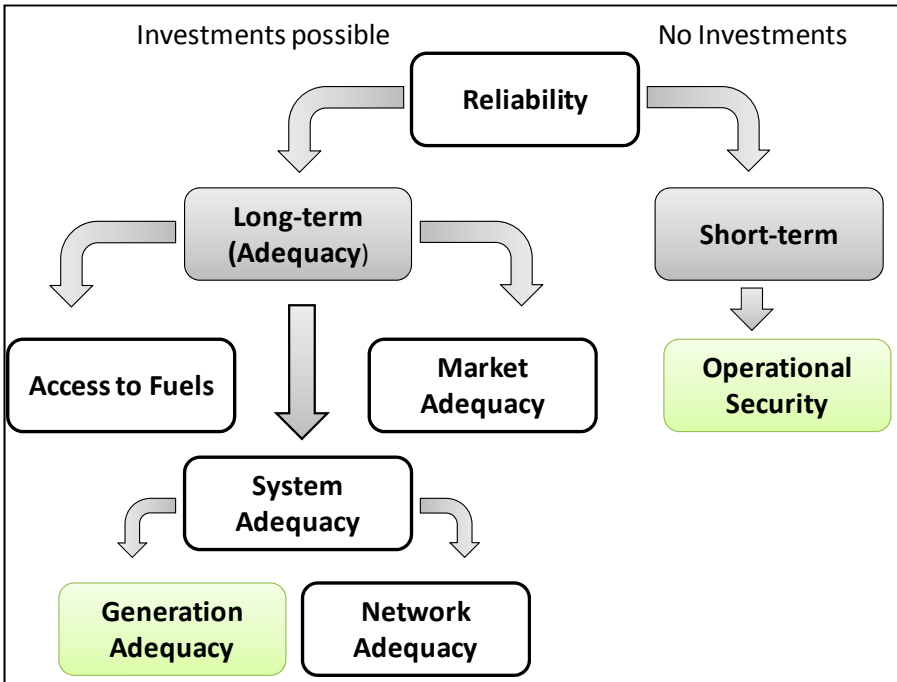 Investments possible
No Investments
Reliability
Long-term
(Adequacy)
Short-term
Access to Fuels
Market
Adequacy
Operational
Security
System
Adequacy
Generation
Adequacy
Network
Adequacy